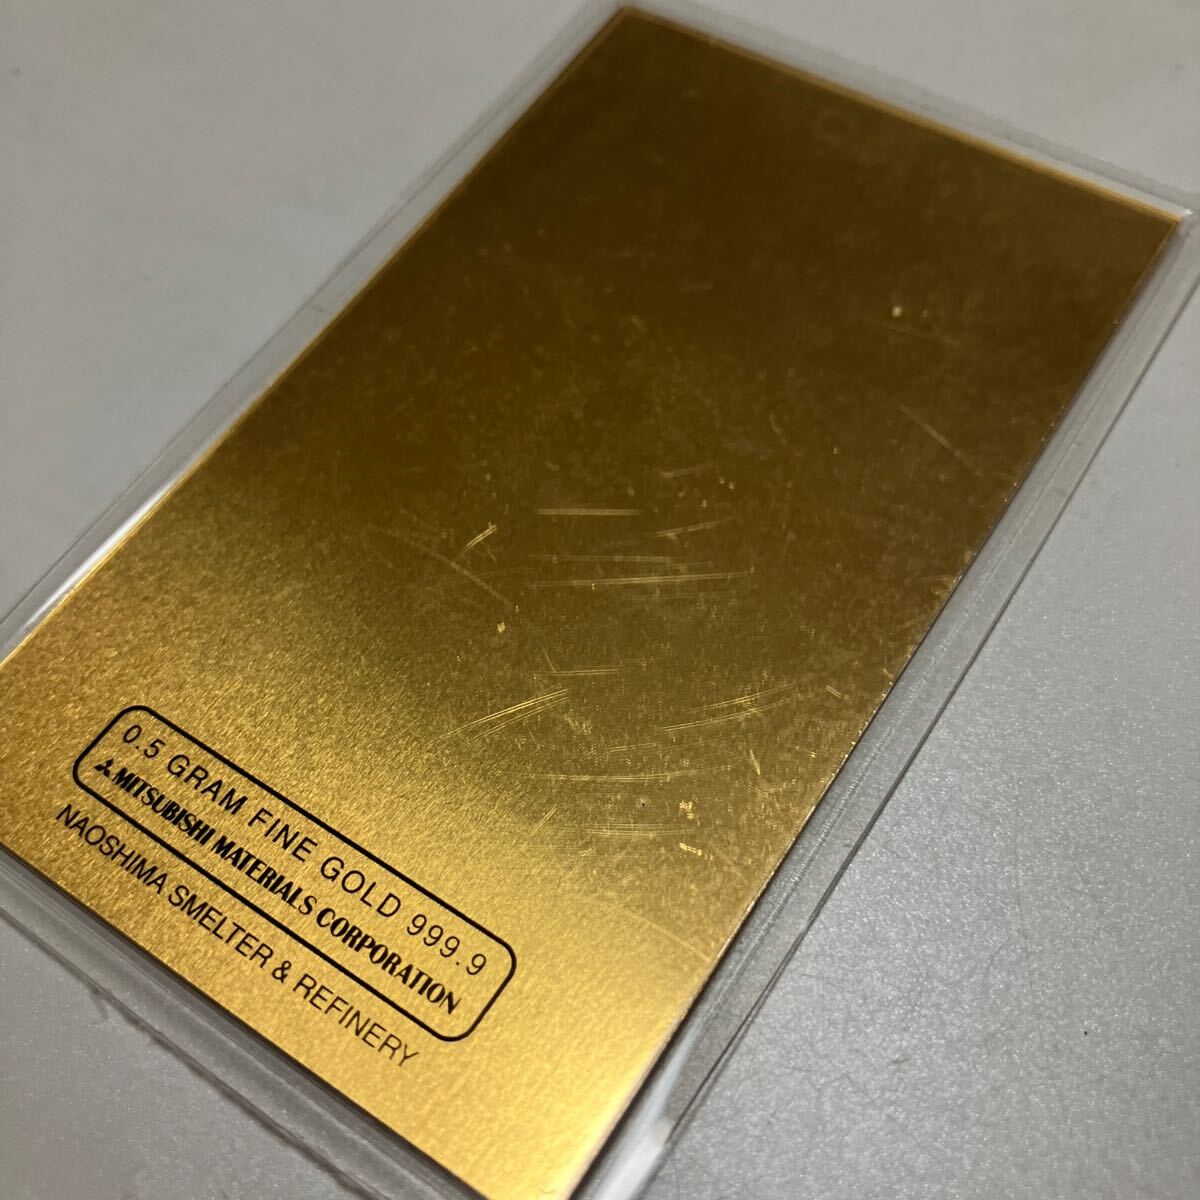 0.5 GRAM FINE GOLD 999.9
MITSUBISHI MATERIALS CORPORATION
NAOSHIMA SMELTER & REFINERY